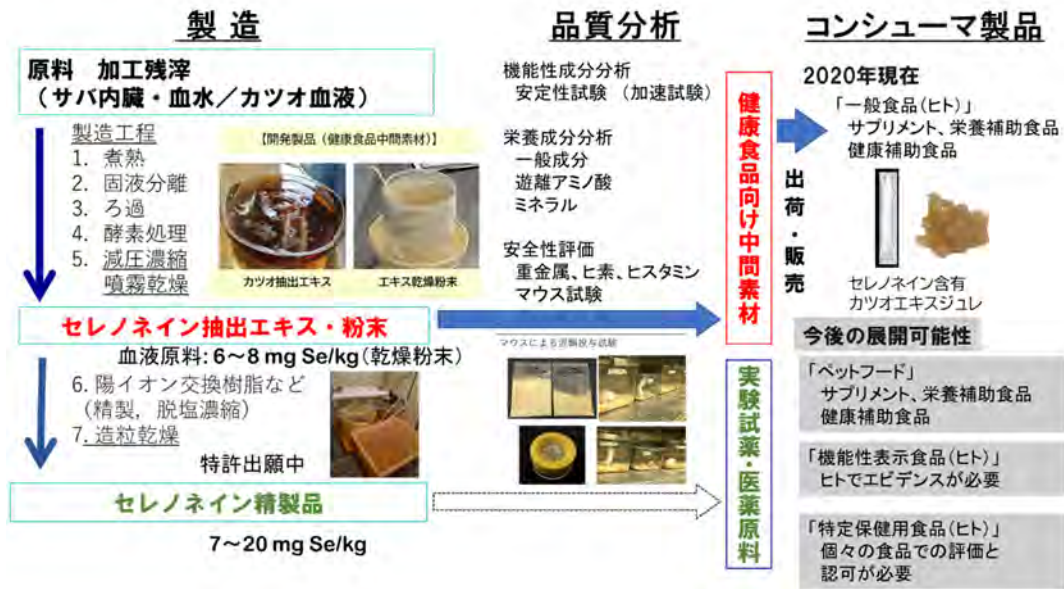 製 造
原料 加工残滓
（サバ内臓・血水／カツオ血液）
製造工程
1. 煮熟
2. 固液分離
3. ろ過
4. 酵素処理
5. 減圧濃縮
噴霧乾燥
【開発製品（健康食品中間素材）】
カツオ抽出エキス
エキス乾燥粉末
セレノネイン抽出エキス・粉末
血液原料: 6～8 mg Se/kg（乾燥粉末）
6. 陽イオン交換樹脂など
（精製，脱塩濃縮）
7. 造粒乾燥
特許出願中
セレノネイン精製品
7～20 mg Se/kg
品質分析
機能性成分分析
安定性試験 （加速試験）
栄養成分分析
一般成分
遊離アミノ酸
ミネラル
安全性評価
重金属、ヒ素、ヒスタミン
マウス試験
マウスによる
投与試験
健康食品向け中間素材
実験試薬・医薬原料
出荷・販売
コンシューマ製品
2020年現在
「一般食品（ヒト）」
サプリメント、栄養補助食品
健康補助食品
セレノネイン含有
カツオエキスジュレ
今後の展開可能性
「ペットフード」
サプリメント、栄養補助食品
健康補助食品
「機能性表示食品（ヒト）」
ヒトでエビデンスが必要
「特定保健用食品（ヒト）」
個々の食品での評価と
認可が必要